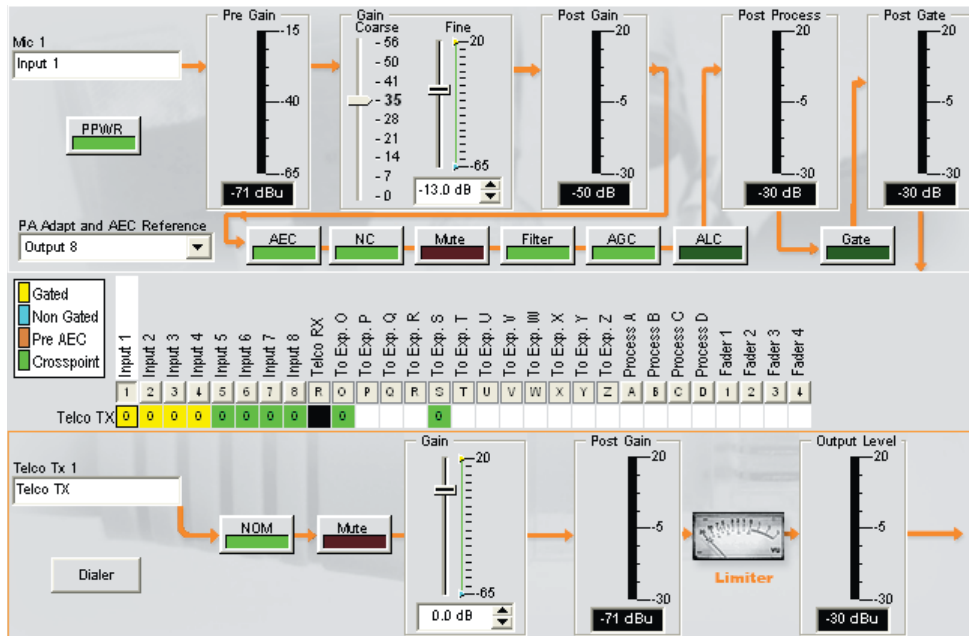 Pre Gain
Gain
Post Gain
Post Process
Post Gate
Mic 1
Input 1
PPWR
-15
-40
-65
-71 dBu
Coarse
Fine
56
50
41
35
28
21
14
7
0
20
-65
-13.0 dB
20
-5
-30
-50 dB
20
-5
-30
-30 dB
20
-5
-30
-30 dB
PA Adapt and AEC Reference
Output 8
AEC
NC
Mute
Filter
AGC
ALC
Gate
Gated
Non Gated
Pre AEC
Crosspoint
Input 1
Input 2
Input 3
Input 4
Input 5
Input 6
Input 7
Input 8
Telco RX
To Exp. O
To Exp. P
To Exp. Q
To Exp. R
To Exp. S
To Exp. T
To Exp. U
To Exp. V
To Exp. W
To Exp. X
To Exp. Y
To Exp. Z
Process A
Process B
Process C
Process D
Fader 1
Fader 2
Fader 3
Fader 4
1 2 3 4 5 6 7 8 R O P Q R S T U V W X Y Z A B C D 1 2 3 4
Telco TX 0 0 0 0 0 0 0 0 0 0
Telco Tx 1
Telco TX
NOM
Mute
Dialer
Gain
20
-65
0.0 dB
Post Gain
20
-5
-30
-71 dBu
Limiter
Output Level
20
-5
-30
-30 dBu